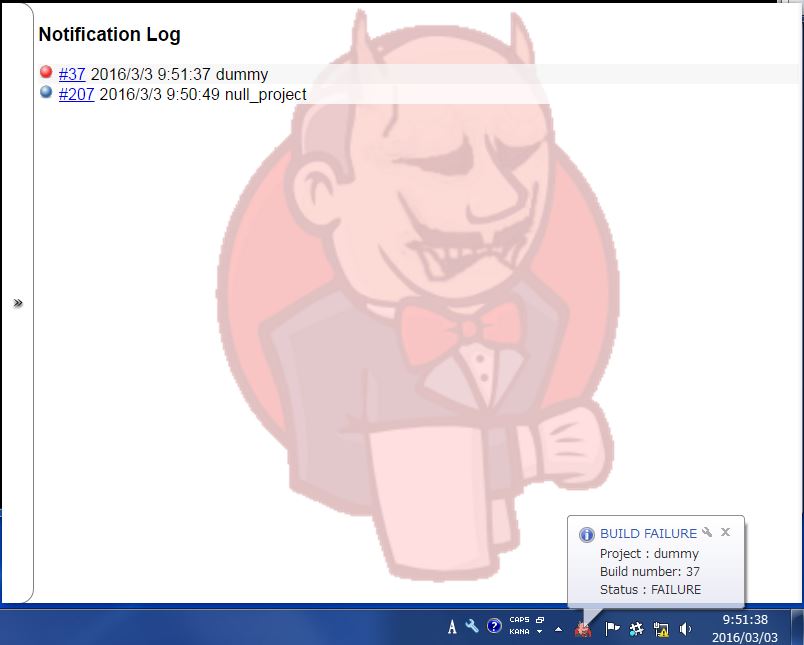 Notification Log
#37 2016/3/3 9:51:37 dummy
#207 2016/3/3 9:50:49 null_project
»
BUILD FAILURE
Project : dummy
Build number: 37
Status : FAILURE
A
?
CAPS
KANA
9:51:38
2016/03/03